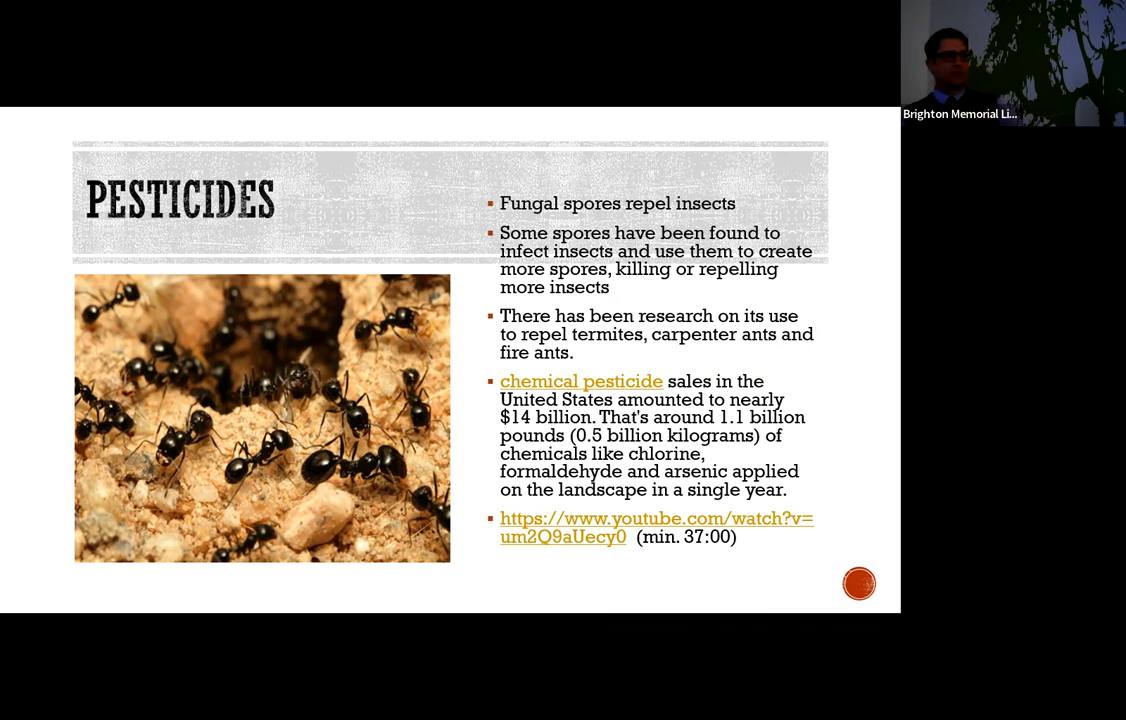 Brighton Memorial Li...
PESTICIDES
▪ Fungal spores repel insects
▪ Some spores have been found to
infect insects and use them to create
more spores, killing or repelling
more insects
▪ There has been research on its use
to repel termites, carpenter ants and
fire ants.
▪ chemical pesticide sales in the
United States amounted to nearly
$14 billion. That's around 1.1 billion
pounds (0.5 billion kilograms) of
chemicals like chlorine,
formaldehyde and arsenic applied
on the landscape in a single year.
▪ https://www.youtube.com/watch?v=
um2Q9aUecy0 (min. 37:00)